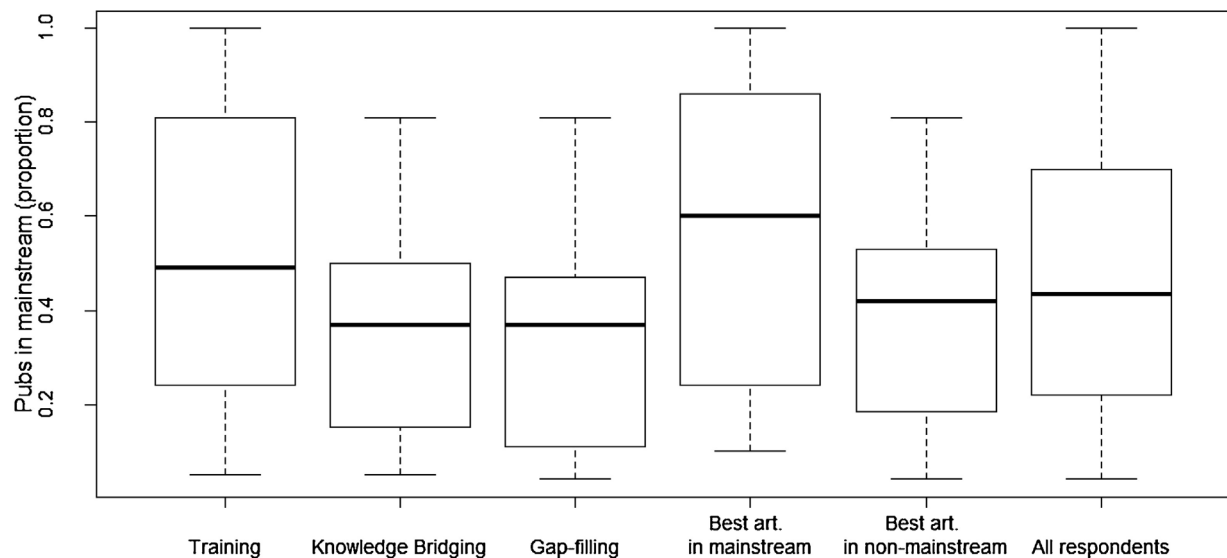 Pubs in mainstream (proportion)
1.0
0.8
0.6
0.4
0.2
Training
Knowledge Bridging
Gap-filling
Best art.
in mainstream
Best art.
in non-mainstream
All respondents